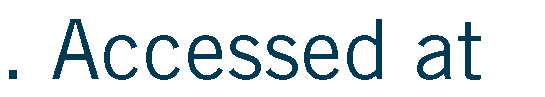 . Accessed at